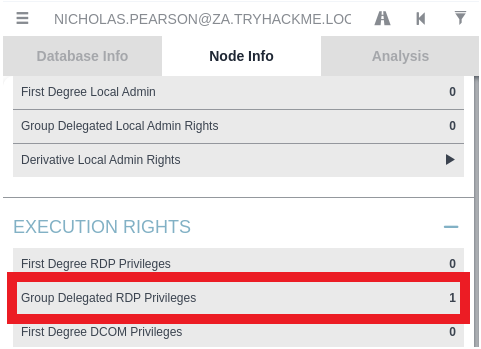 NICHOLAS.PEARSON@ZA.TRYHACKME.LOC
Database Info Node Info Analysis
First Degree Local Admin 0
Group Delegated Local Admin Rights 0
Derivative Local Admin Rights
EXECUTION RIGHTS
First Degree RDP Privileges 0
Group Delegated RDP Privileges 1
First Degree DCOM Privileges 0